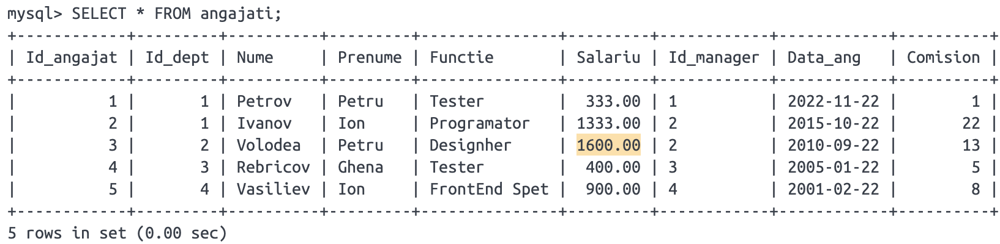 mysql> SELECT * FROM angajati;
+------------+---------+----------+---------+---------------+---------+------------+------------+----------+
| Id_angajat | Id_dept | Nume     | Prenume | Functie       | Salariu | Id_manager | Data_ang   | Comision |
+------------+---------+----------+---------+---------------+---------+------------+------------+----------+
|          1 |       1 | Petrov   | Petru   | Tester        |  333.00 | 1          | 2022-11-22 |        1 |
|          2 |       1 | Ivanov   | Ion     | Programator   | 1333.00 | 2          | 2015-10-22 |       22 |
|          3 |       2 | Volodea  | Petru   | Designher     | 1600.00 | 2          | 2010-09-22 |       13 |
|          4 |       3 | Rebricov | Ghena   | Tester        |  400.00 | 3          | 2005-01-22 |        5 |
|          5 |       4 | Vasiliev | Ion     | FrontEnd Spet |  900.00 | 4          | 2001-02-22 |        8 |
+------------+---------+----------+---------+---------------+---------+------------+------------+----------+
5 rows in set (0.00 sec)